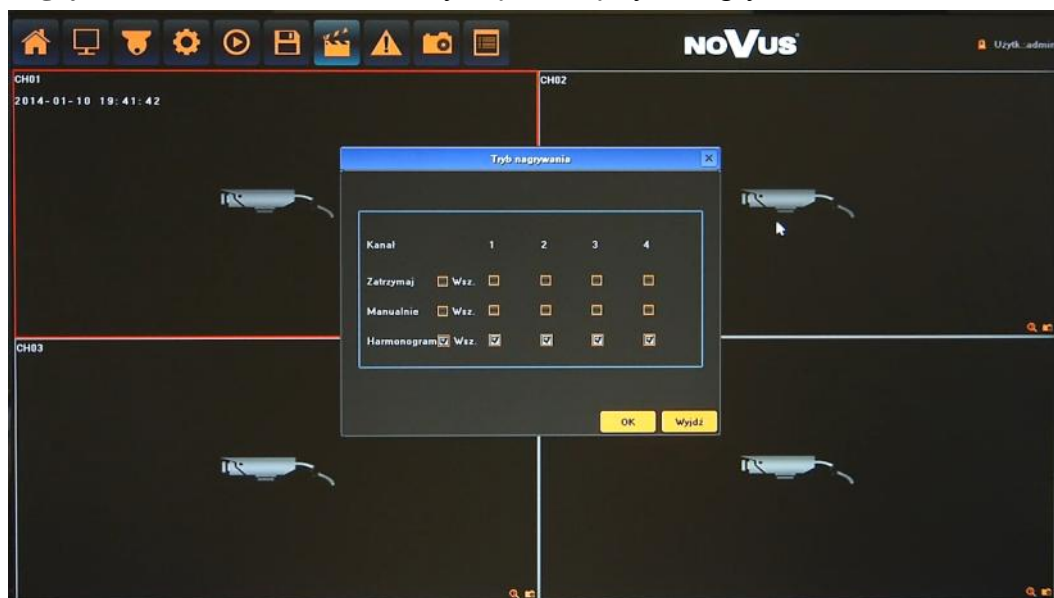 NOVUS
Użytk.:admin
CH01
CH02
2014-01-10 19:41:42
Tryb nagrywania
Kanał 1 2 3 4
Zatrzymaj Wsz.
Manualnie Wsz.
Harmonogram Wsz.
OK Wyjdź
CH03